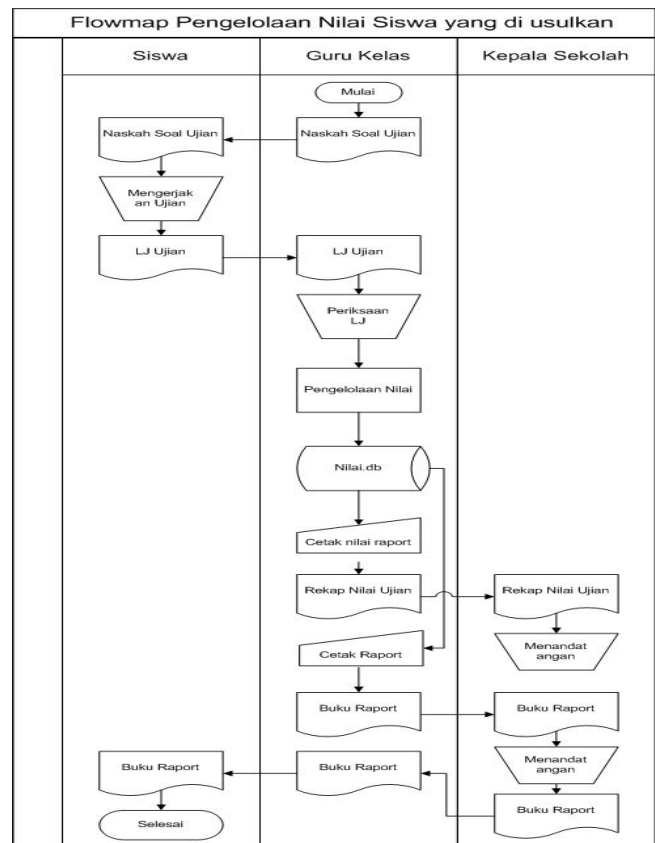 Flowmap Pengelolaan Nilai Siswa yang di usulkan
Siswa
Guru Kelas
Kepala Sekolah
Mulai
Naskah Soal Ujian
Naskah Soal Ujian
Mengerjak
an Ujian
LJ Ujian
LJ Ujian
Periksaan
LJ
Pengelolaan Nilai
Nilai.db
Cetak nilai raport
Rekap Nilai Ujian
Rekap Nilai Ujian
Menandat
angan
Cetak Raport
Buku Raport
Buku Raport
Menandat
angan
Buku Raport
Buku Raport
Buku Raport
Selesai